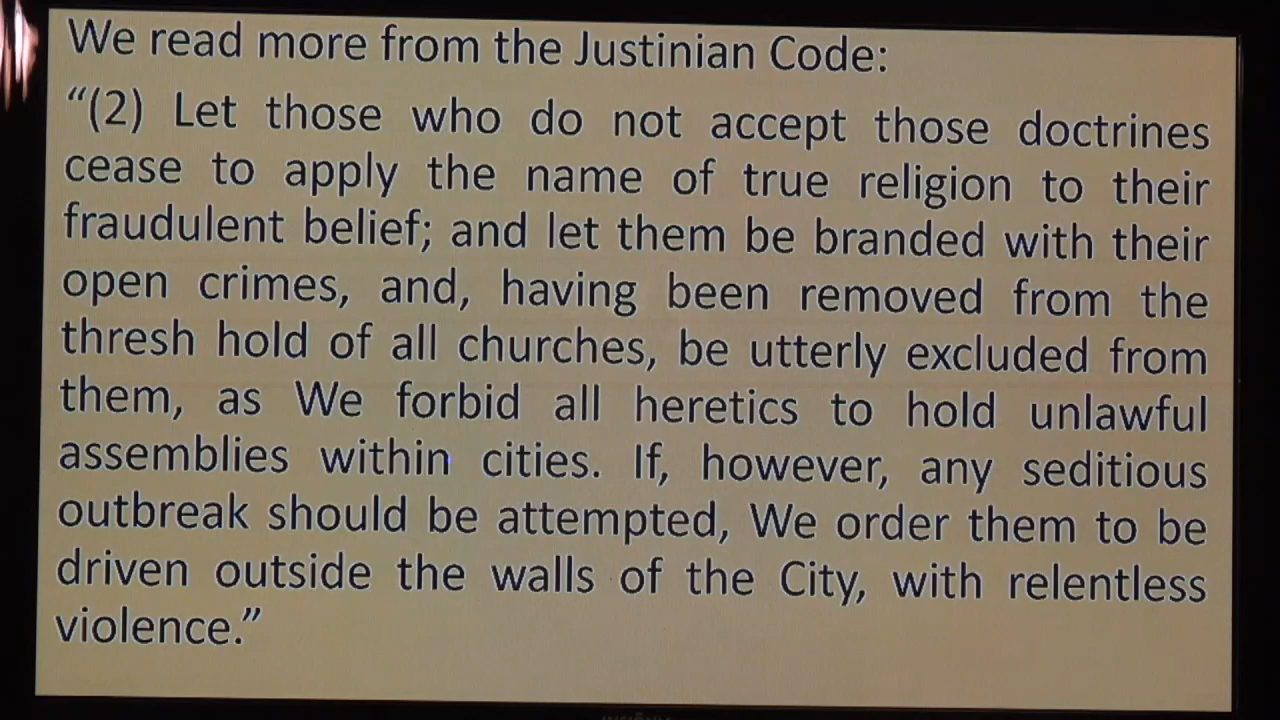 We read more from the Justinian Code:
“(2) Let those who do not accept those doctrines
cease to apply the name of true religion to their
fraudulent belief; and let them be branded with their
open crimes, and, having been removed from the
thresh hold of all churches, be utterly excluded from
them, as We forbid all heretics to hold unlawful
assemblies within cities. If, however, any seditious
outbreak should be attempted, We order them to be
driven outside the walls of the City, with relentless
violence.”